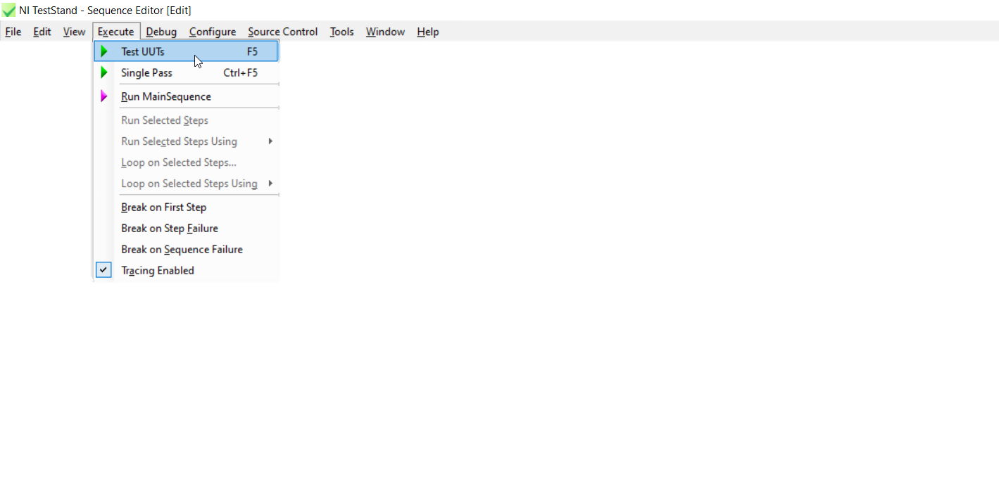 NI TestStand - Sequence Editor [Edit]
File Edit View Execute Debug Configure Source Control Tools Window Help
Test UUTs F5
Single Pass Ctrl+F5
Run MainSequence
Run Selected Steps
Run Selected Steps Using
Loop on Selected Steps...
Loop on Selected Steps Using
Break on First Step
Break on Step Failure
Break on Sequence Failure
Tracing Enabled